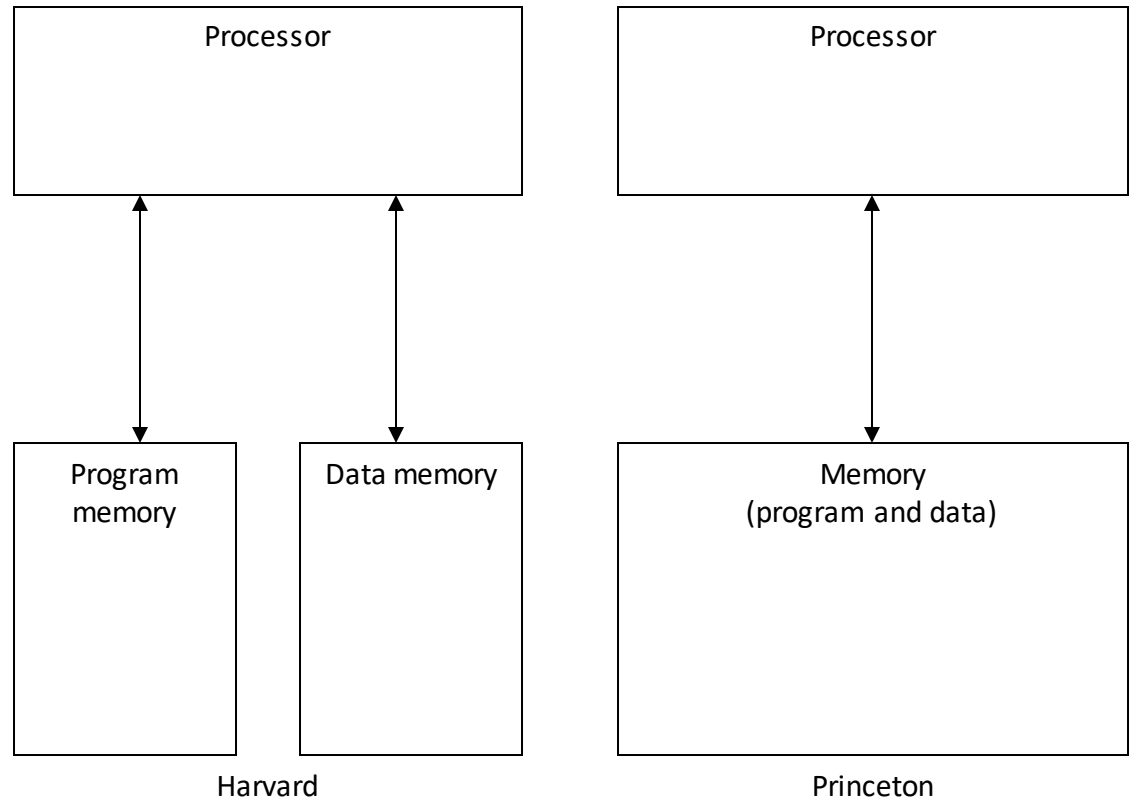 Processor
Program
memory
Data memory
Harvard
Processor
Memory
(program and data)
Princeton